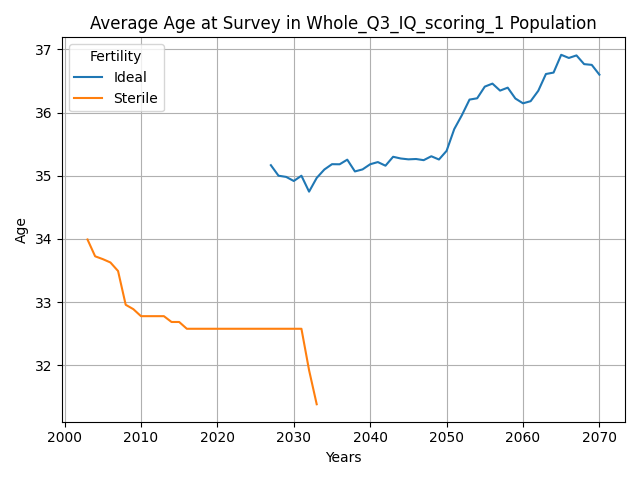 Average Age at Survey in Whole_Q3_IQ_scoring_1 Population
Fertility
Ideal
Sterile
37
36
35
34
33
32
Age
2000 2010 2020 2030 2040 2050 2060 2070
Years